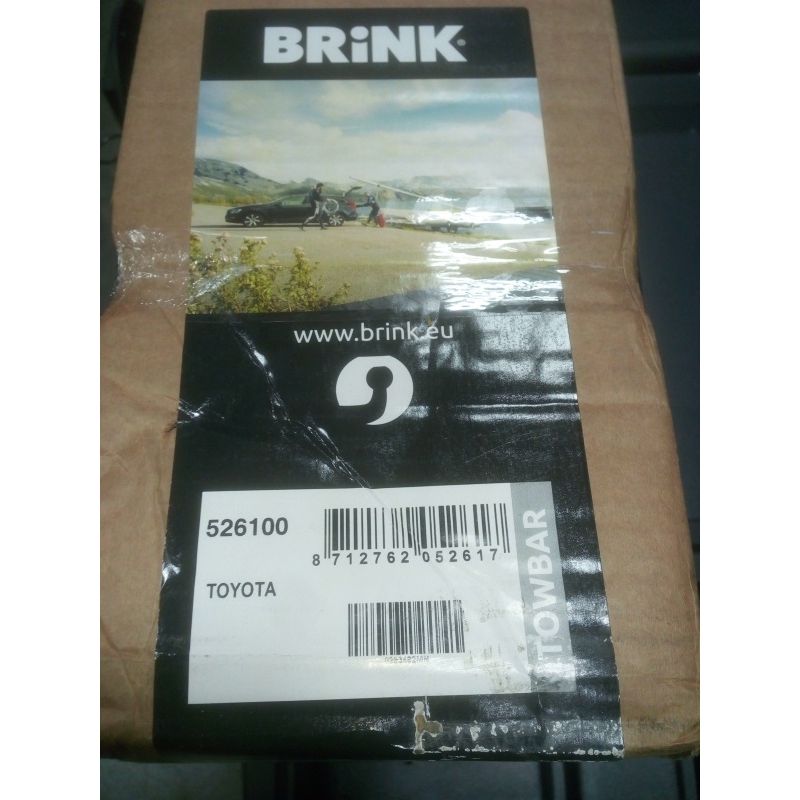 BRiNK®
www.brink.eu
526100
8 712762 052617
TOYOTA
TOWBAR